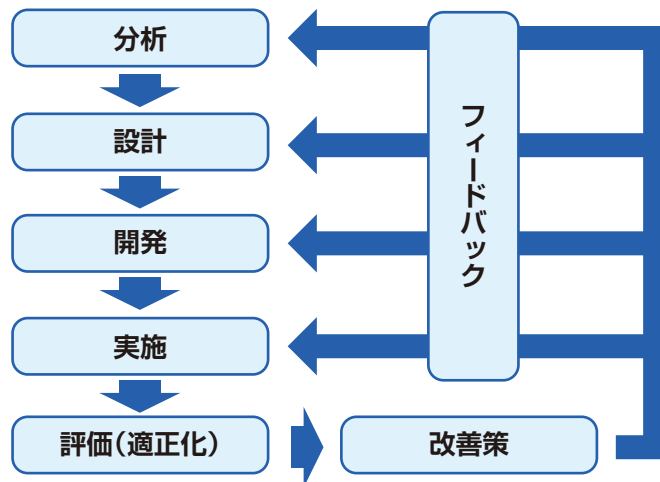 分析
設計
開発
実施
評価（適正化）
改善策
フィードバック